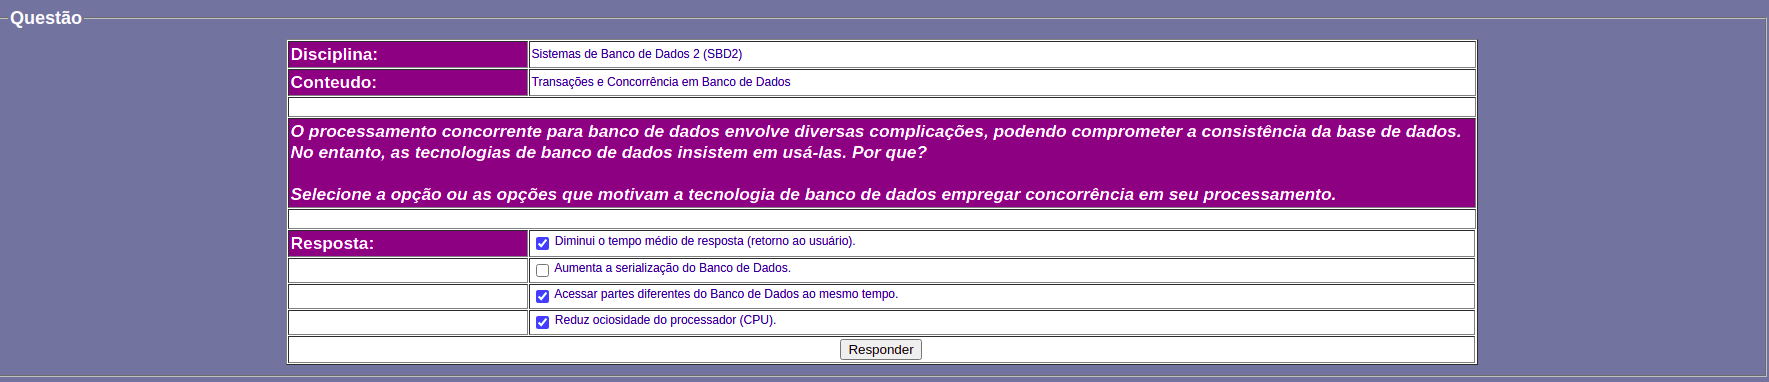 Questão
Disciplina: Sistemas de Banco de Dados 2 (SBD2)
Conteudo: Transações e Concorrência em Banco de Dados
O processamento concorrente para banco de dados envolve diversas complicações, podendo comprometer a consistência da base de dados.
No entanto, as tecnologias de banco de dados insistem em usá-las. Por que?
Selecione a opção ou as opções que motivam a tecnologia de banco de dados empregar concorrência em seu processamento.
Resposta: Diminui o tempo médio de resposta (retorno ao usuário).
Aumenta a serialização do Banco de Dados.
Acessar partes diferentes do Banco de Dados ao mesmo tempo.
Reduz ociosidade do processador (CPU).
Responder